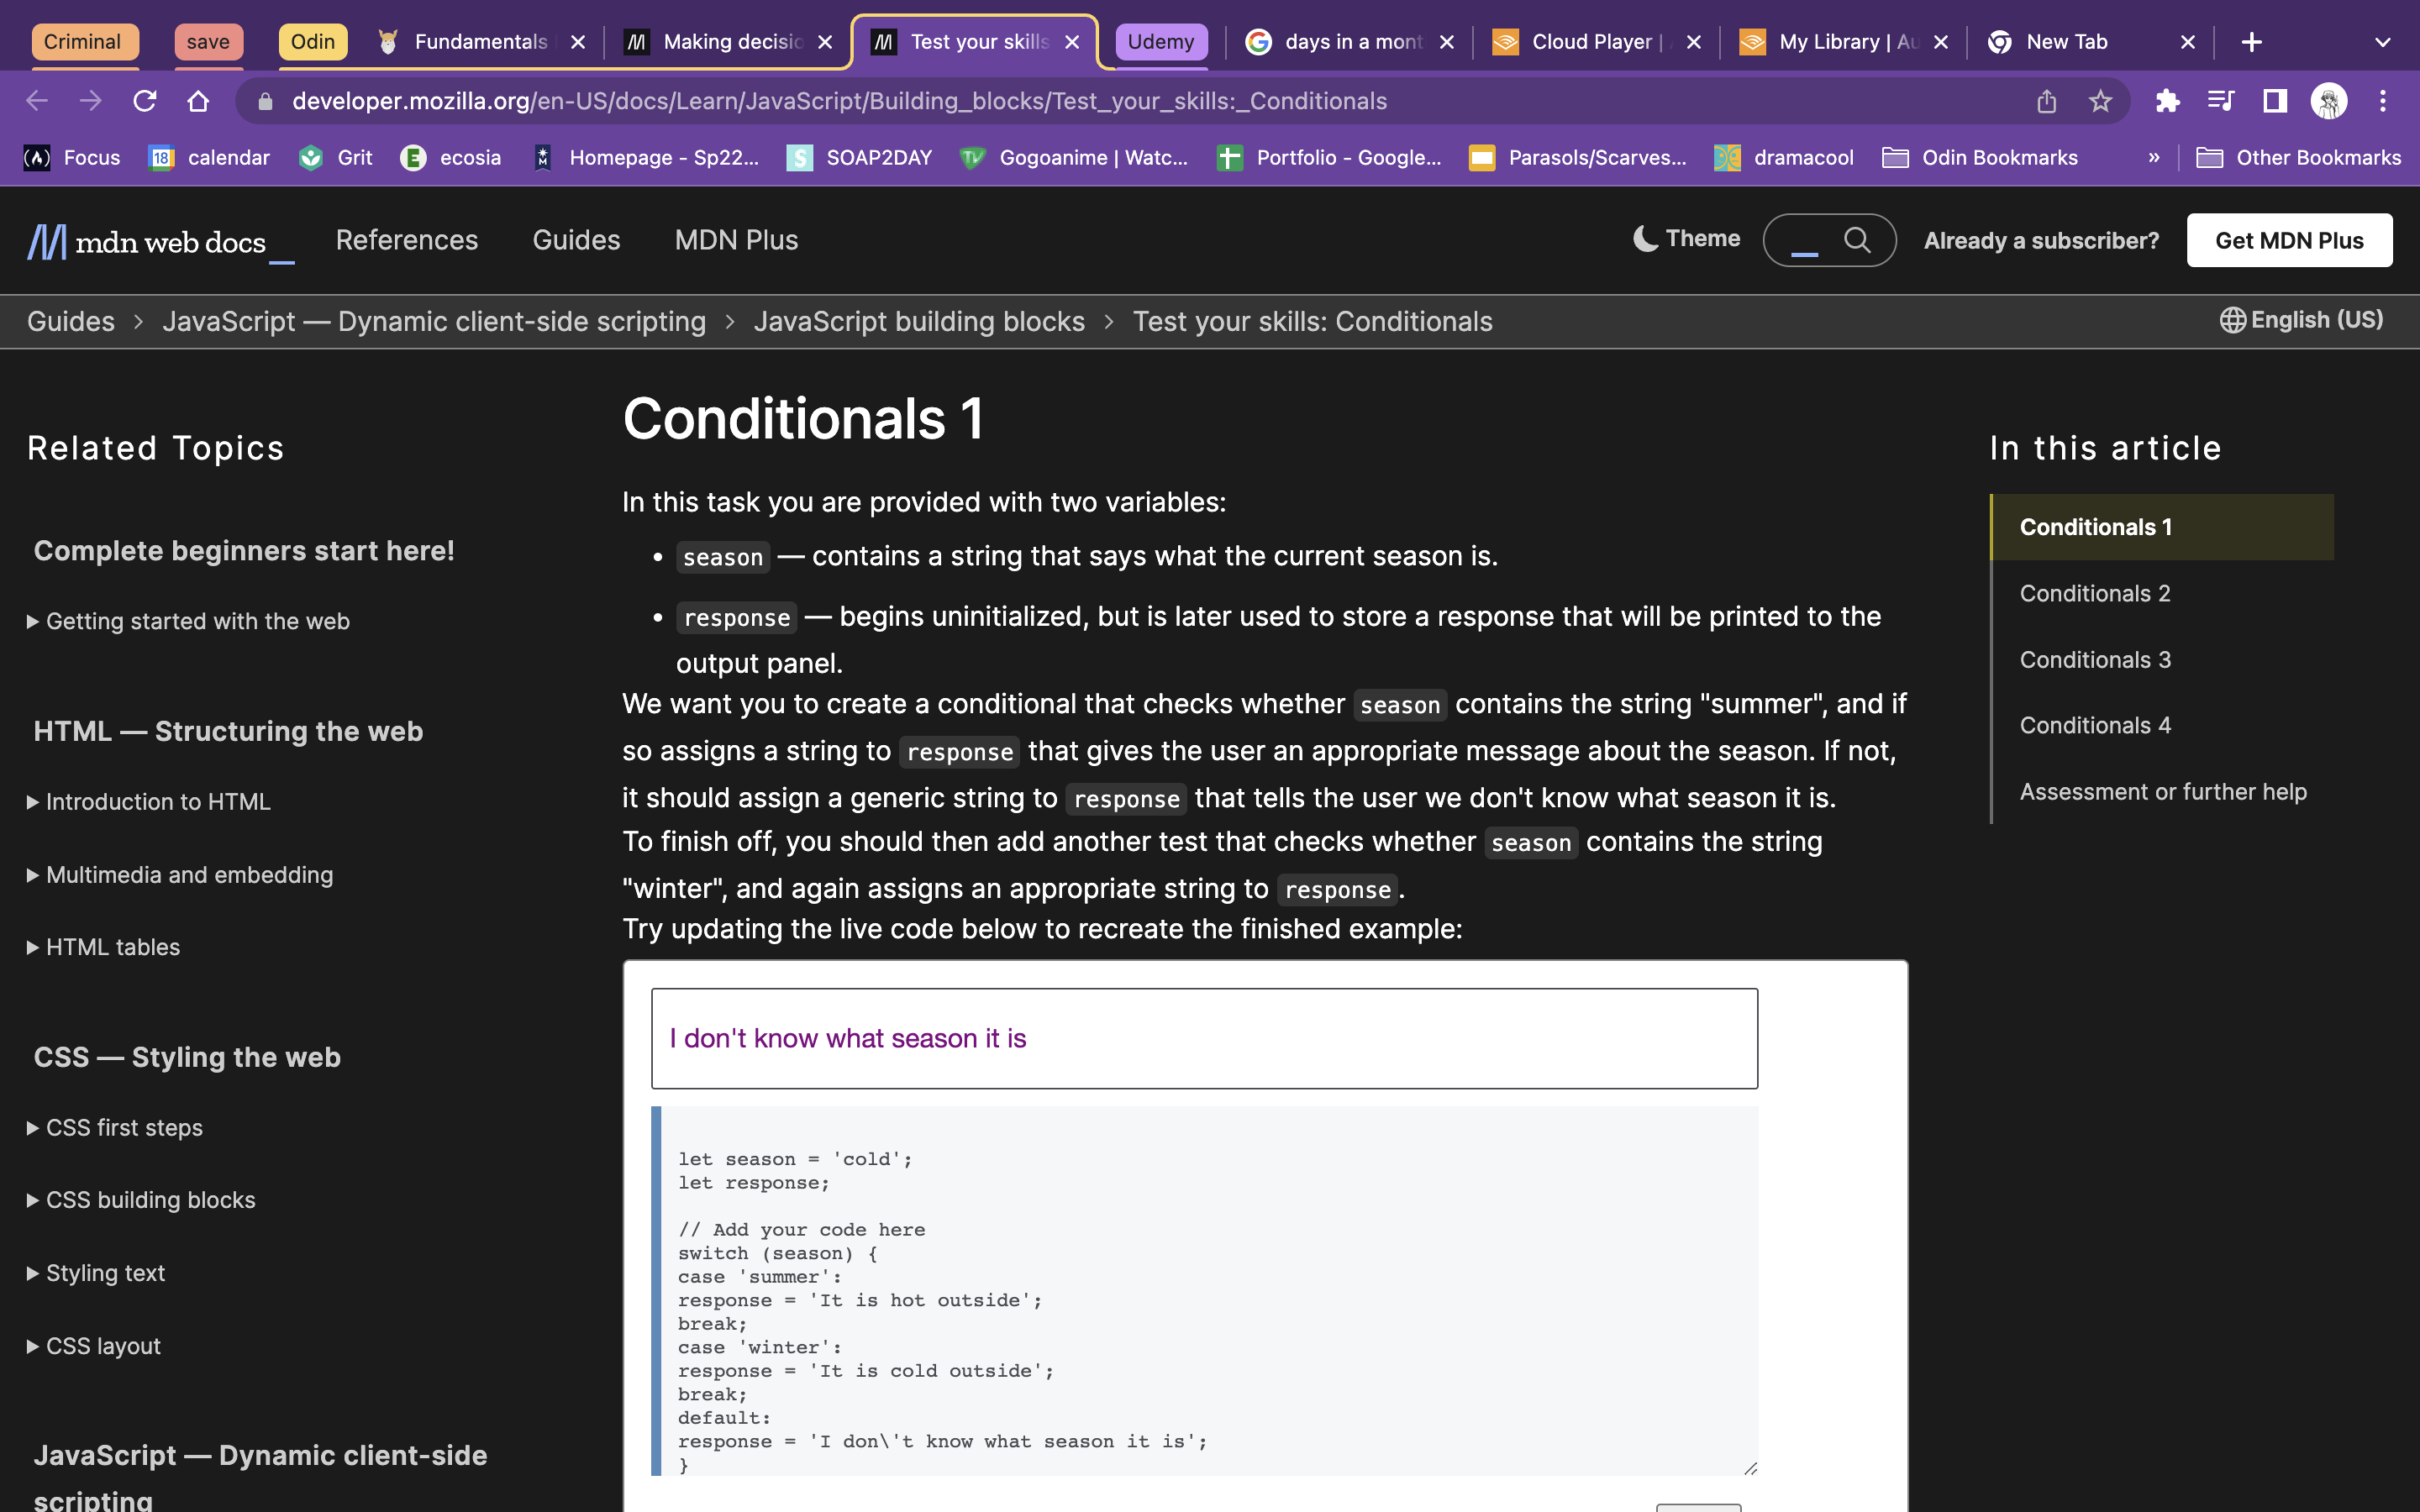 Criminal save Odin Fundamentals Making decisio Test your skills Udemy days in a mont Cloud Player | My Library | Au New Tab
developer.mozilla.org/en-US/docs/Learn/JavaScript/Building_blocks/Test_your_skills:_Conditionals
Focus 18 calendar Grit ecosia Homepage - Sp22... SOAP2DAY Gogoanime | Watc... Portfolio - Google... Parasols/Scarves... dramacool Odin Bookmarks » Other Bookmarks
mdn web docs_ References Guides MDN Plus Theme Already a subscriber? Get MDN Plus
Guides > JavaScript — Dynamic client-side scripting > JavaScript building blocks > Test your skills: Conditionals English (US)
Related Topics
Complete beginners start here!
Getting started with the web
HTML — Structuring the web
Introduction to HTML
Multimedia and embedding
HTML tables
CSS — Styling the web
CSS first steps
CSS building blocks
Styling text
CSS layout
JavaScript — Dynamic client-side
scripting
Conditionals 1
In this task you are provided with two variables:
• season — contains a string that says what the current season is.
• response — begins uninitialized, but is later used to store a response that will be printed to the
output panel.
We want you to create a conditional that checks whether season contains the string "summer", and if
so assigns a string to response that gives the user an appropriate message about the season. If not,
it should assign a generic string to response that tells the user we don't know what season it is.
To finish off, you should then add another test that checks whether season contains the string
"winter", and again assigns an appropriate string to response.
Try updating the live code below to recreate the finished example:
I don't know what season it is
let season = 'cold';
let response;
// Add your code here
switch (season) {
case 'summer':
response = 'It is hot outside';
break;
case 'winter':
response = 'It is cold outside';
break;
default:
response = 'I don\'t know what season it is';
}
In this article
Conditionals 1
Conditionals 2
Conditionals 3
Conditionals 4
Assessment or further help